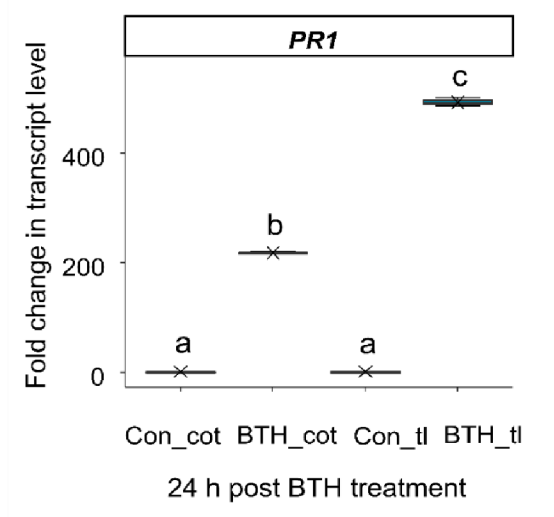 PR1
Fold change in transcript level
c
400
b
200
a
a
0
Con_cot BTH_cot Con_tl BTH_tl
24 h post BTH treatment